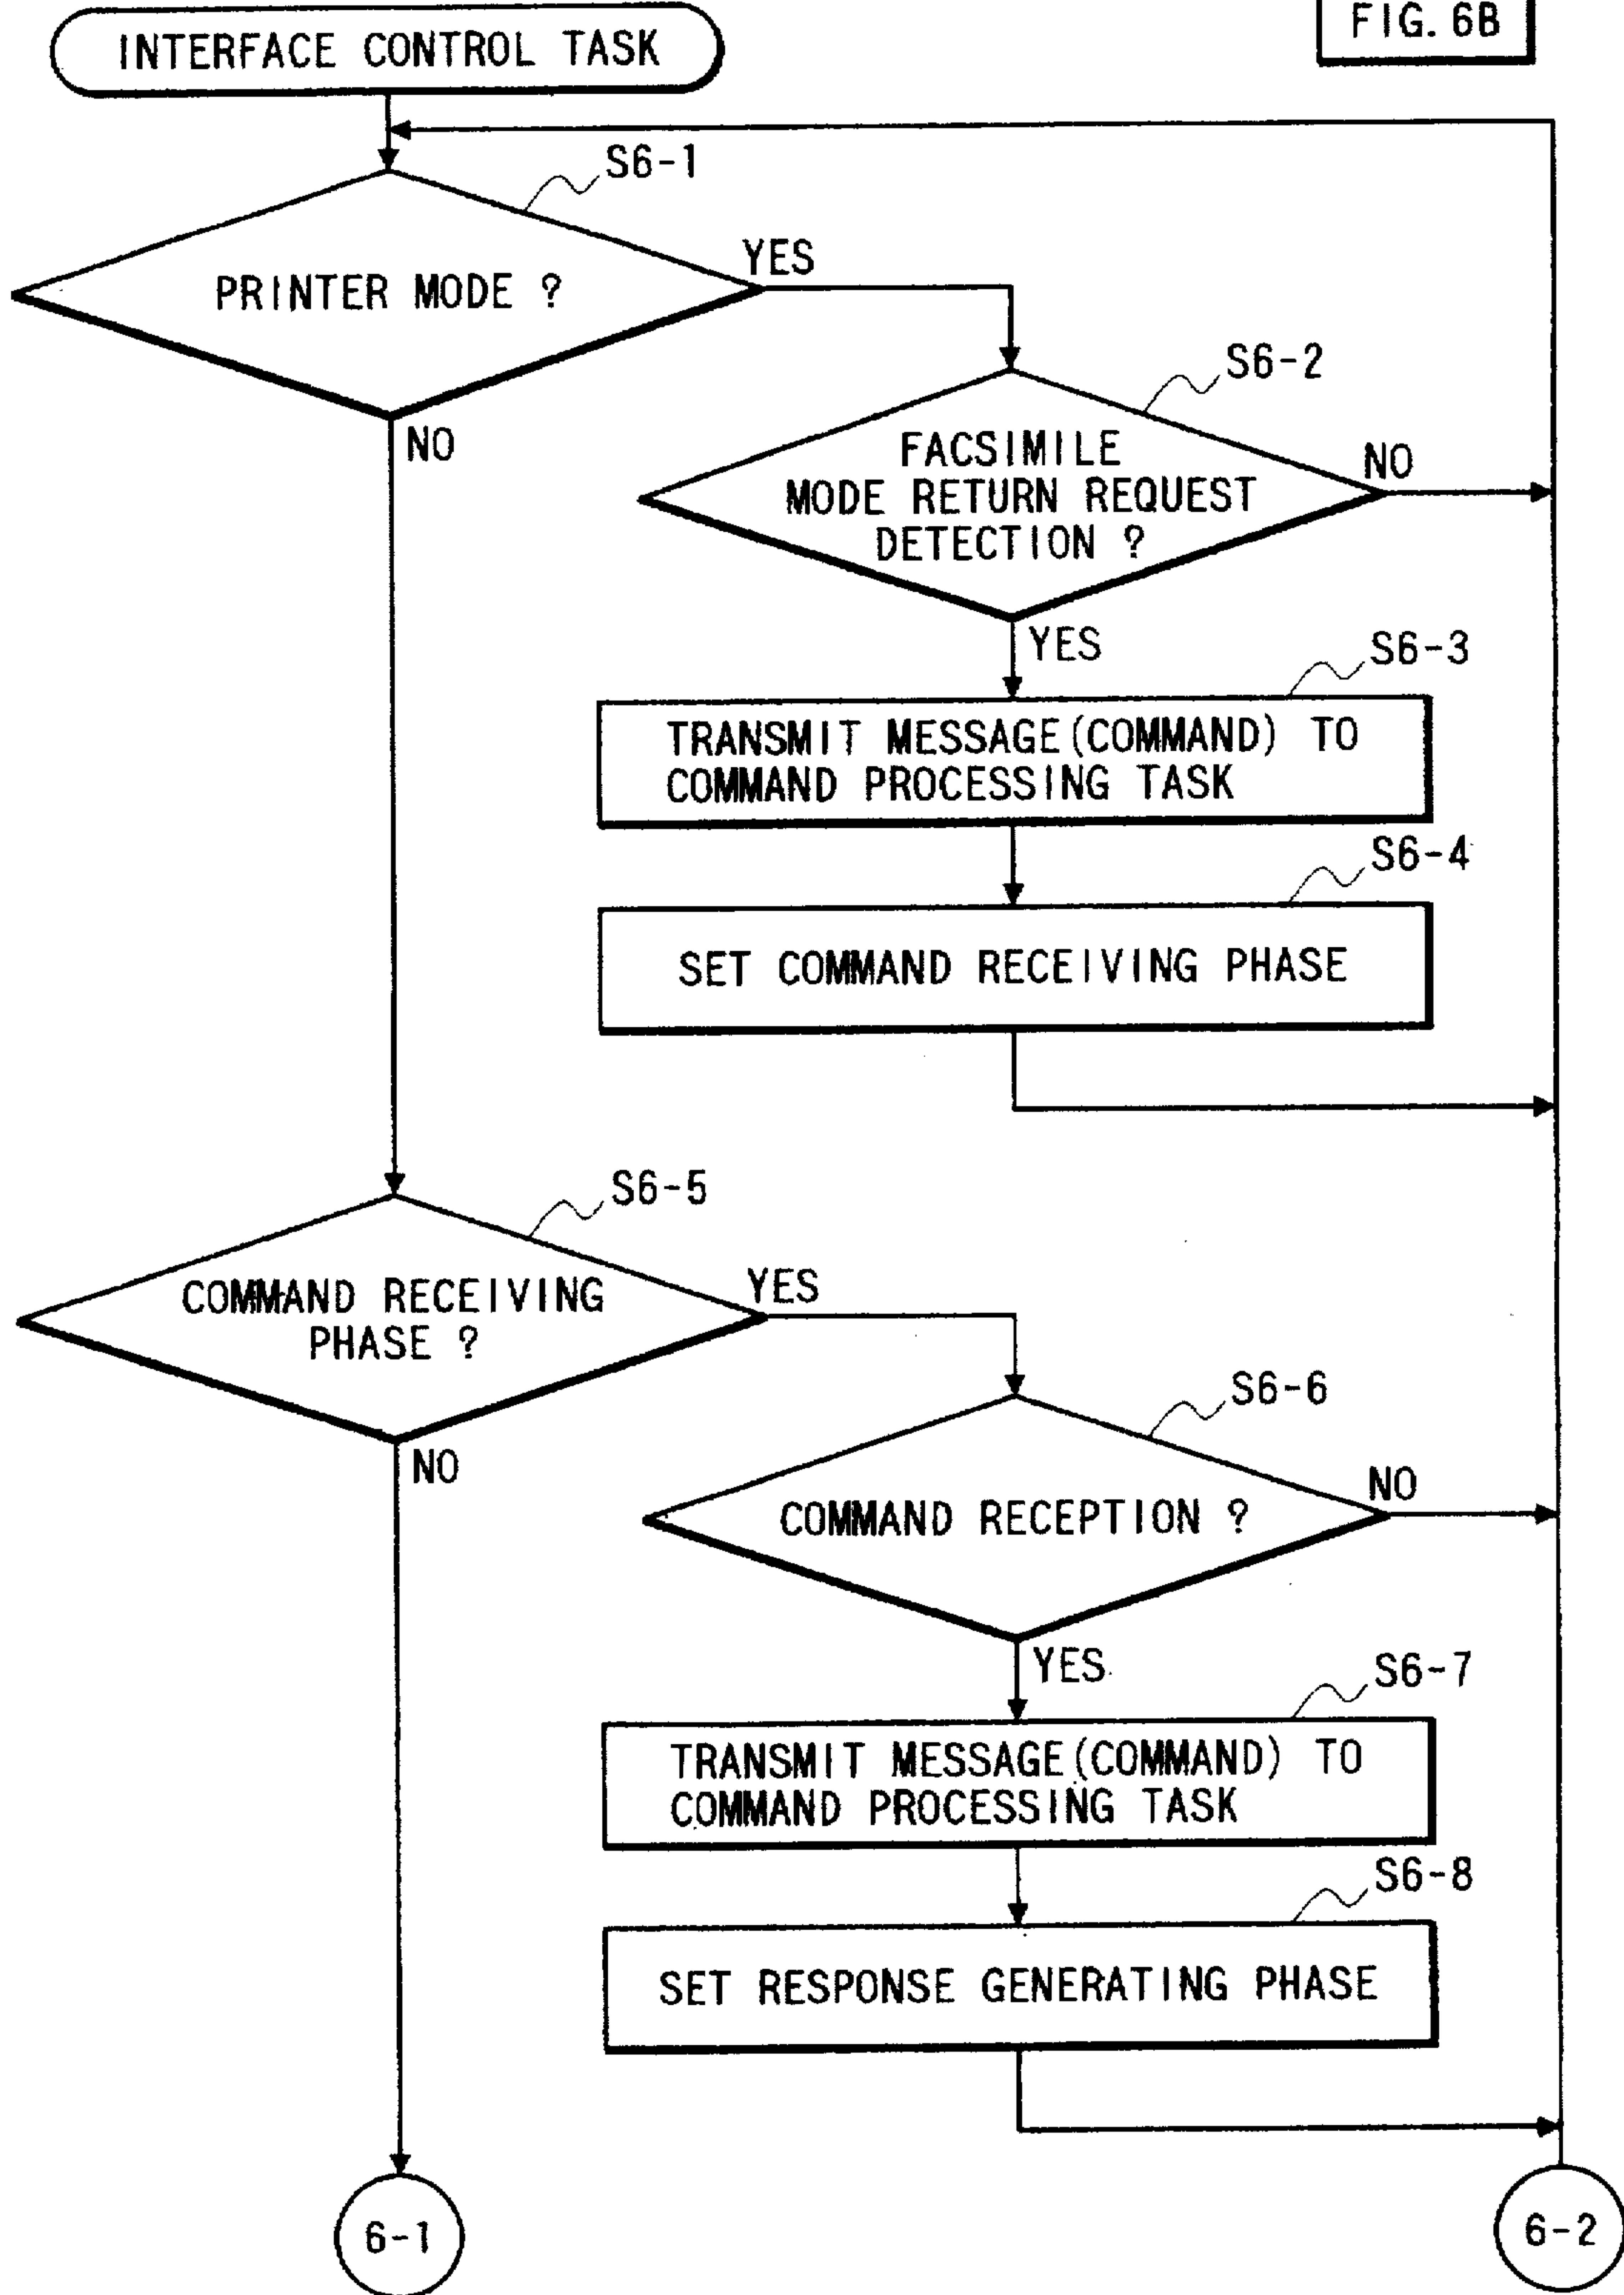 FIG. 6B
INTERFACE CONTROL TASK
S6-1
PRINTER MODE ?
YES
NO
S6-2
FACSIMILE
MODE RETURN REQUEST
DETECTION ?
NO
YES
S6-3
TRANSMIT MESSAGE(COMMAND) TO
COMMAND PROCESSING TASK
S6-4
SET COMMAND RECEIVING PHASE
S6-5
COMMAND RECEIVING
PHASE ?
YES
NO
S6-6
COMMAND RECEPTION ?
NO
YES
S6-7
TRANSMIT MESSAGE(COMMAND) TO
COMMAND PROCESSING TASK
S6-8
SET RESPONSE GENERATING PHASE
6-1
6-2